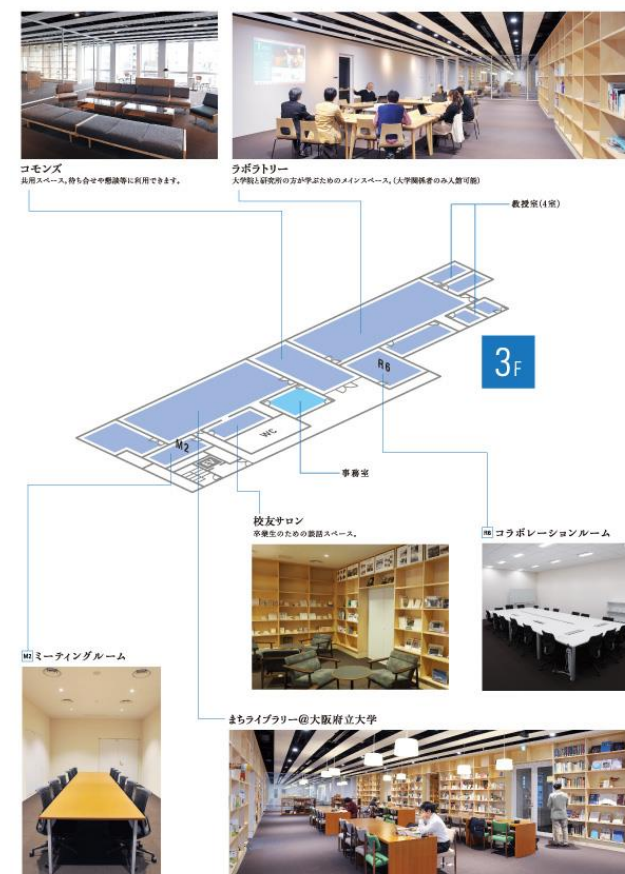 コモンズ
共用スペース。待ち合せや懇談等に利用できます。
ラボラトリー
大学院と研究所の方が学ぶためのメインスペース。(大学関係者のみ入館可能)
教授室(4室)
3F
R6
M2
WC
事務室
校友サロン
卒業生のための談話スペース。
R6 コラボレーションルーム
M2 ミーティングルーム
まちライブラリー@大阪府立大学